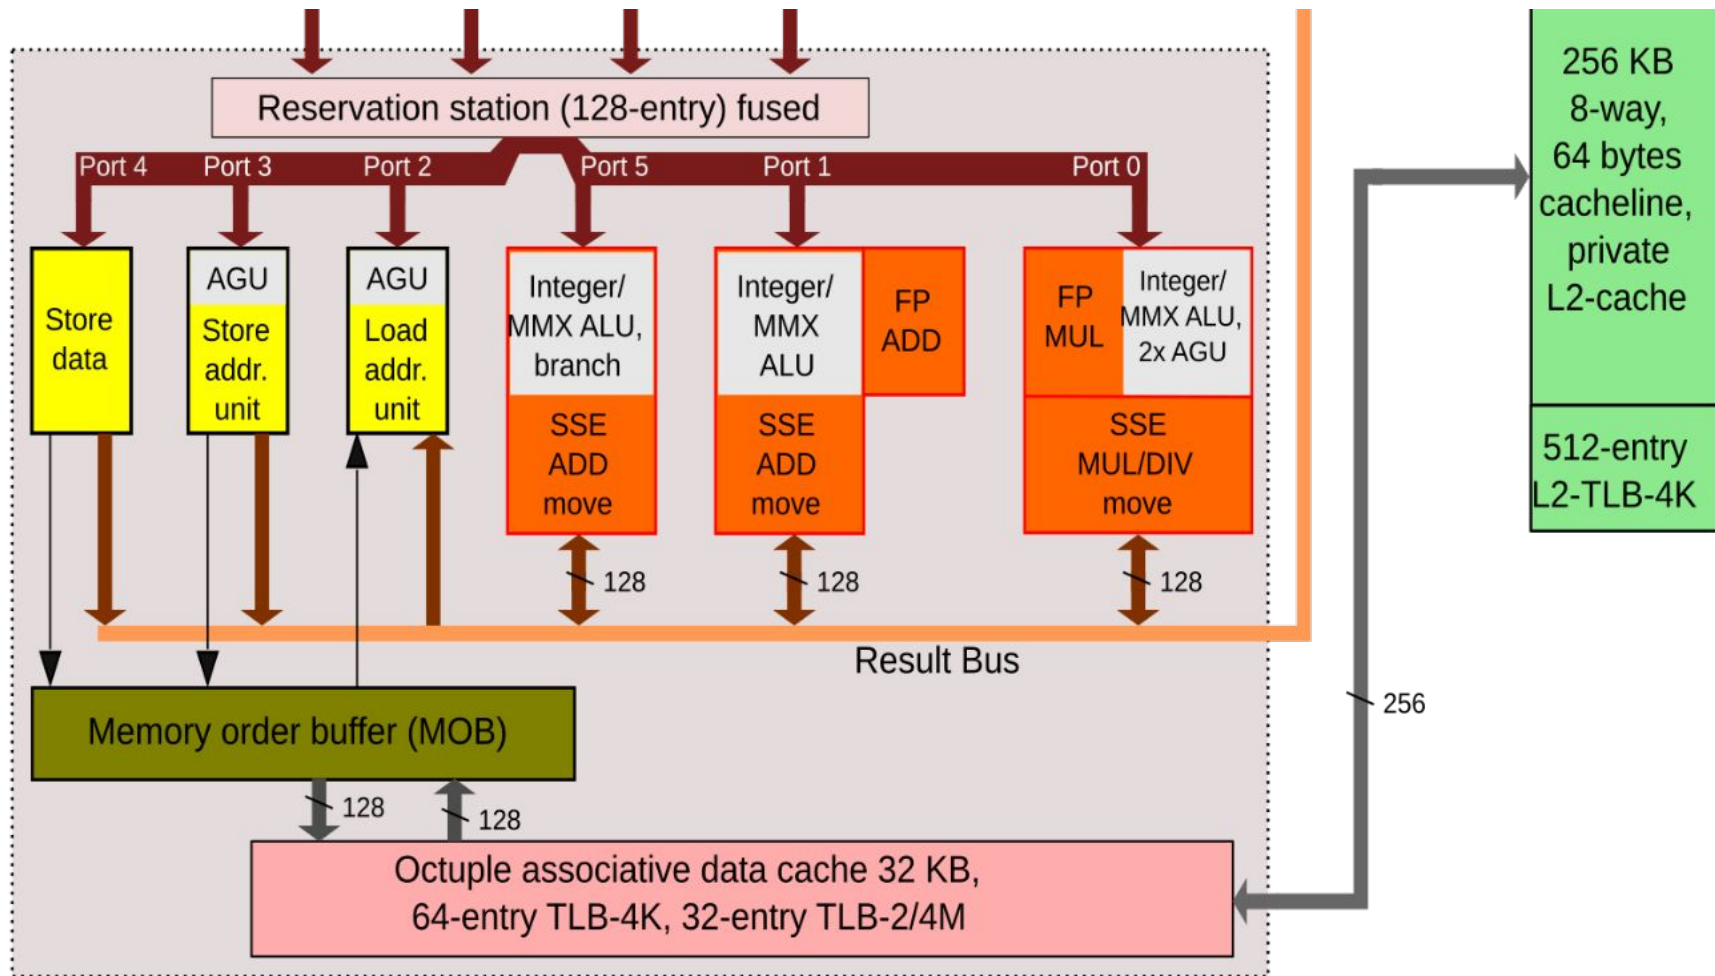 Reservation station (128-entry) fused
Port 4
Port 3
Port 2
Port 5
Port 1
Port 0
Store
data
AGU
Store
addr.
unit
AGU
Load
addr.
unit
Integer/
MMX ALU,
branch
SSE
ADD
move
Integer/
MMX
ALU
FP
ADD
SSE
ADD
move
FP
MUL
Integer/
MMX ALU,
2x AGU
SSE
MUL/DIV
move
128
128
128
Result Bus
Memory order buffer (MOB)
128
128
Octuple associative data cache 32 KB,
64-entry TLB-4K, 32-entry TLB-2/4M
256 KB
8-way,
64 bytes
cacheline,
private
L2-cache
512-entry
L2-TLB-4K
256